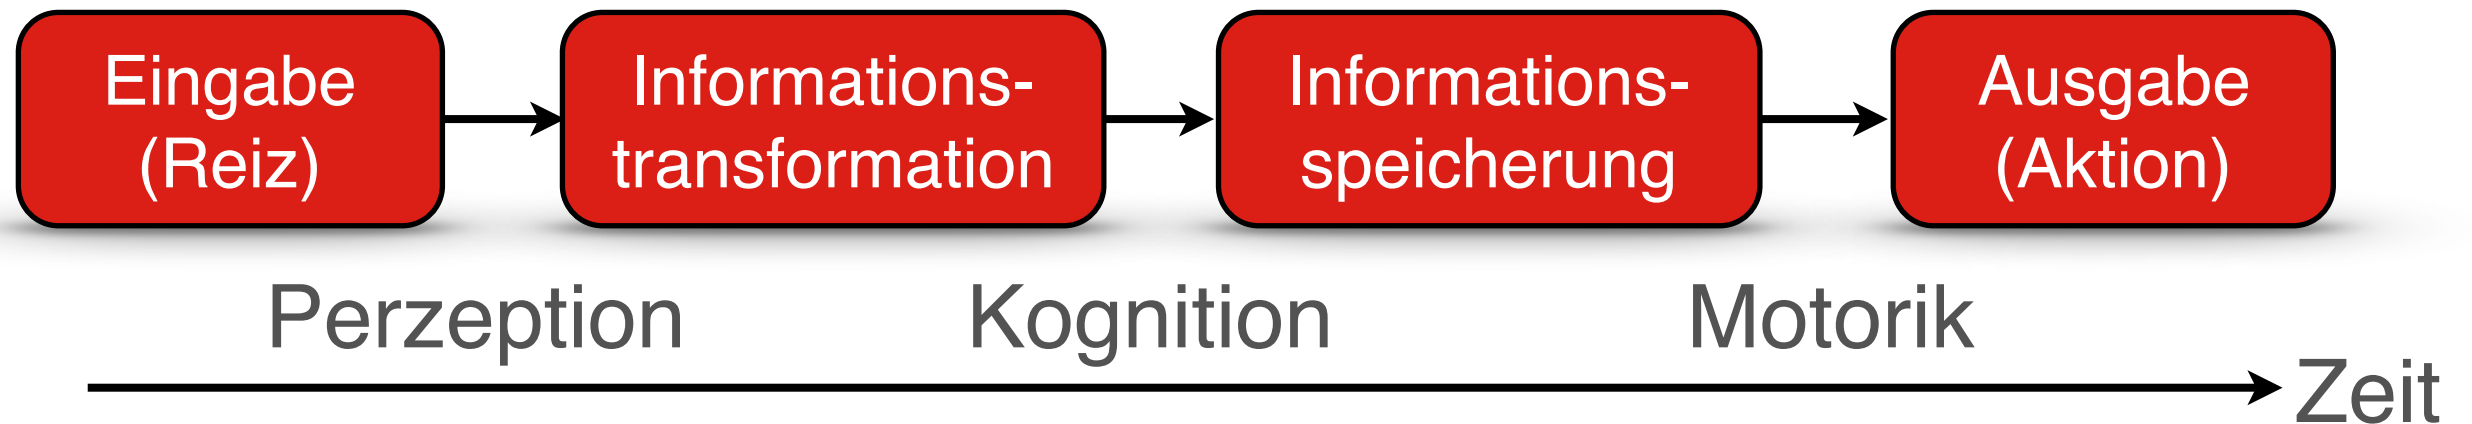 Eingabe
(Reiz)
Informations-
transformation
Informations-
speicherung
Ausgabe
(Aktion)
Perzeption
Kognition
Motorik
Zeit